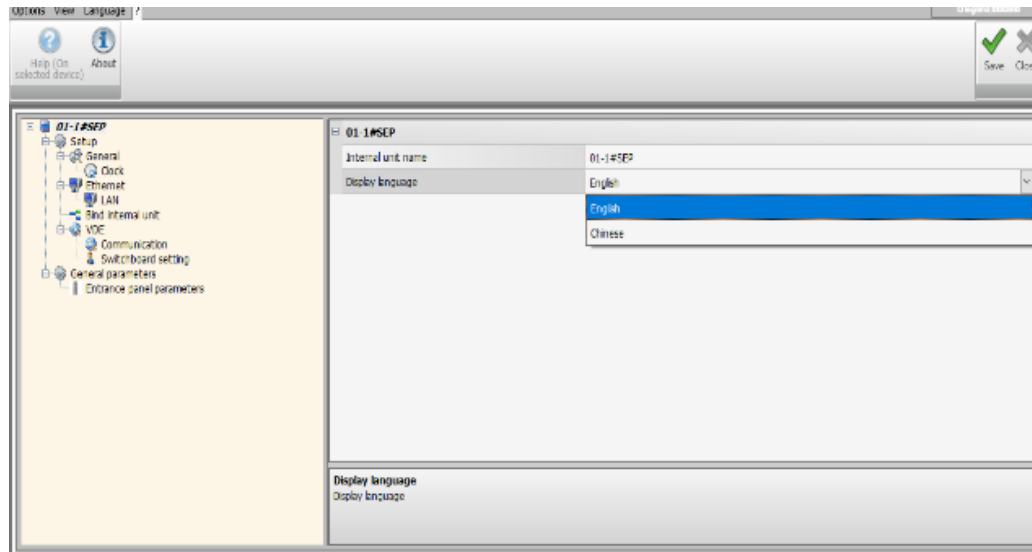 Options View Language ?
Help (On
selected device)
About
Save
Clos
01-1#SEP
Setup
General
Clock
Ethernet
LAN
Bind internal unit
VDE
Communication
Switchboard setting
General parameters
Entrance panel parameters
01-1#SEP
Internal unit name
01-1#SEP
Display language
English
English
Chinese
Display language
Display language